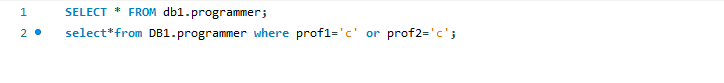 1 SELECT * FROM db1.programmer;
2 select*from DB1.programmer where prof1='c' or prof2='c';